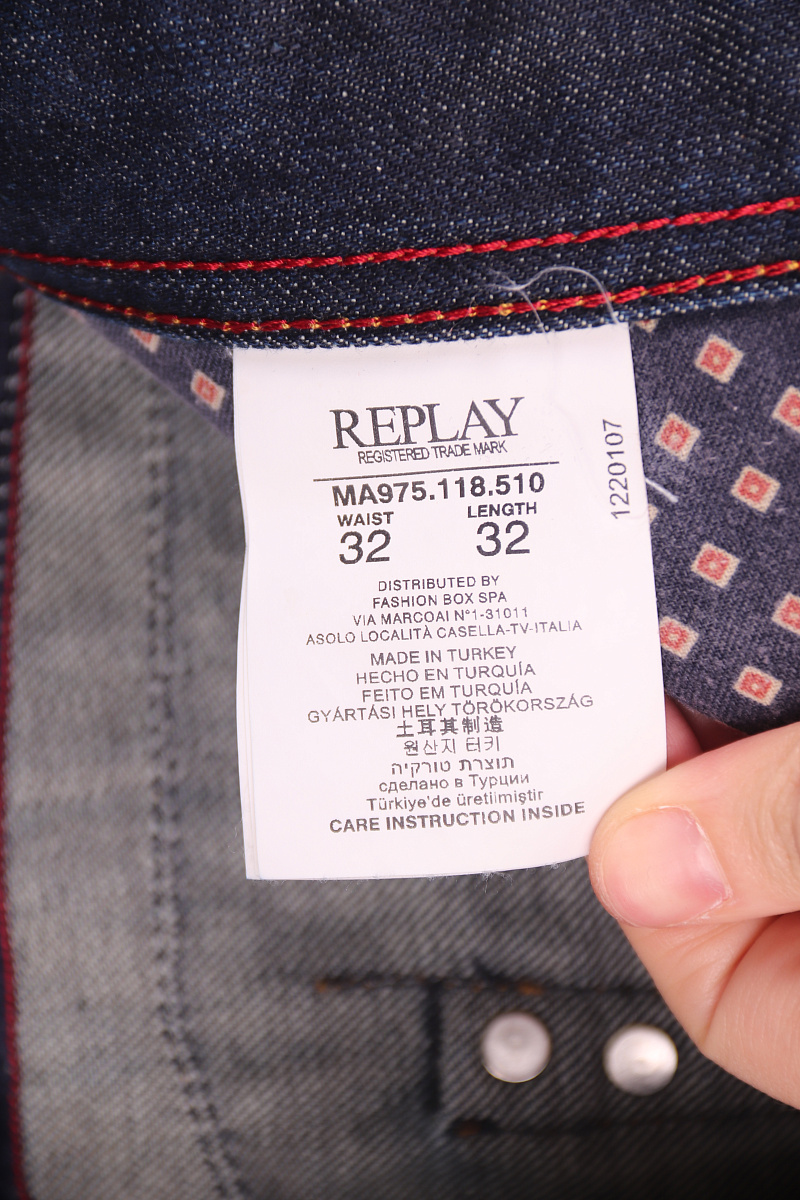 REPLAY
REGISTERED TRADE MARK
MA975.118.510
WAIST LENGTH
32 32
DISTRIBUTED BY
FASHION BOX SPA
VIA MARCOAI N°1-31011
ASOLO LOCALITÀ CASELLA-TV-ITALIA
MADE IN TURKEY
HECHO EN TURQUÍA
FEITO EM TURQUÍA
GYÁRTÁSI HELY TÖRÖKORSZÁG
土耳其制造
원산지 터키
תוצרת טורקיה
сделано в Турции
Türkiye'de üretilmiştir
CARE INSTRUCTION INSIDE
1220107